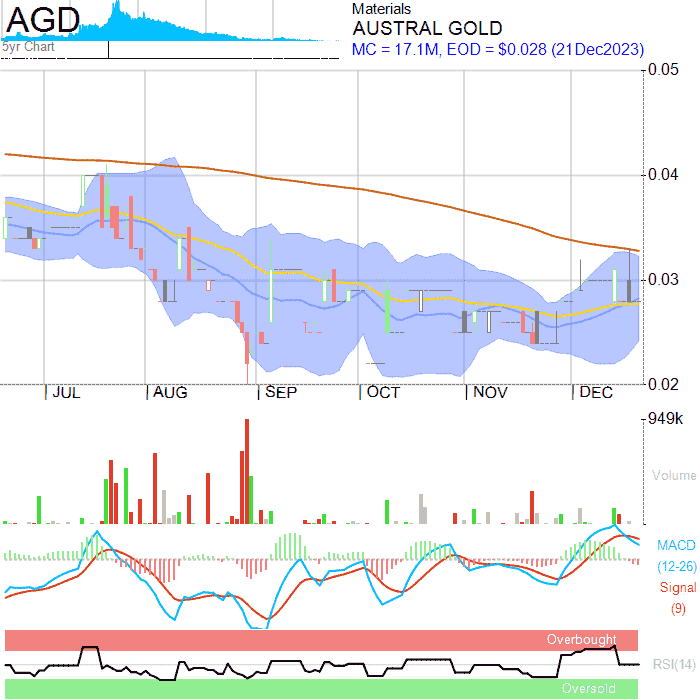 AGD
5yr Chart
Materials
AUSTRAL GOLD
MC = 17.1M, EOD = $0.028 (21Dec2023)
0.05
0.04
0.03
0.02
JUL AUG SEP OCT NOV DEC
949k
Volume
MACD
(12-26)
Signal
(9)
Overbought
RSI(14)
Oversold